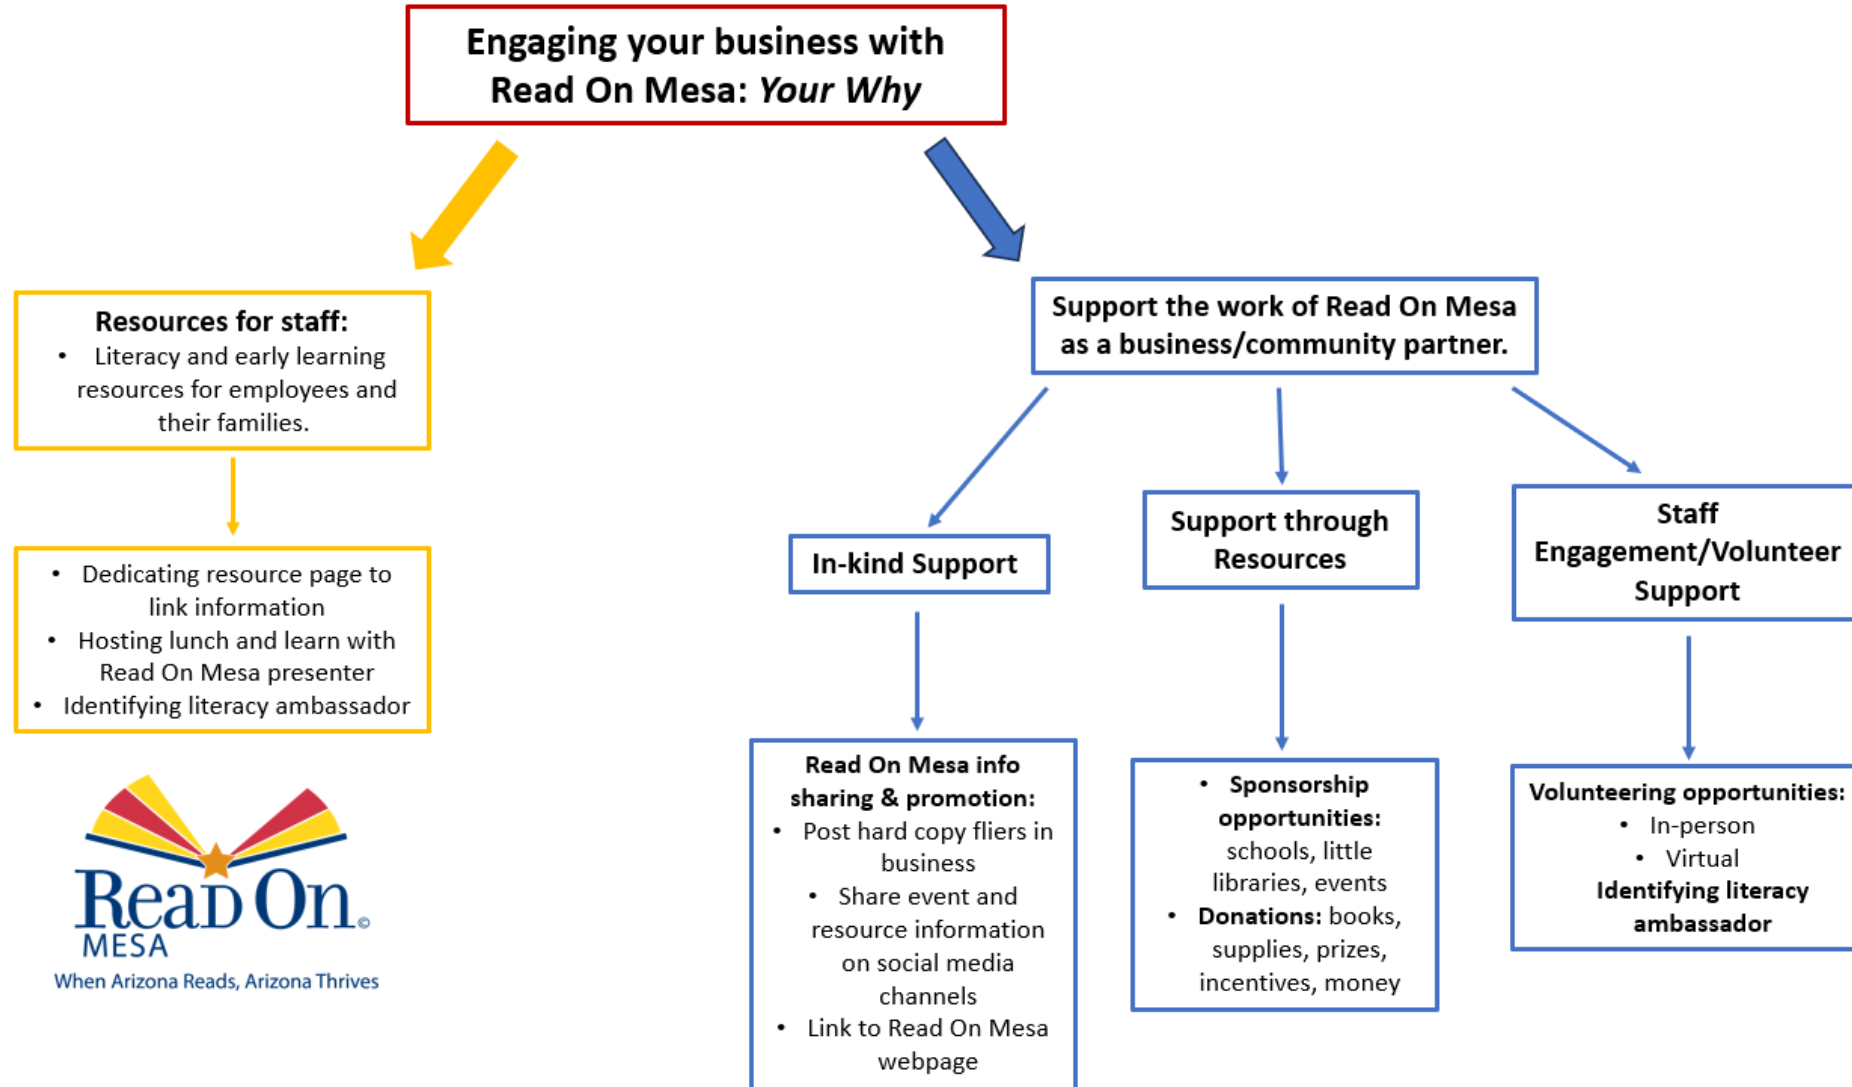 Engaging your business with
Read On Mesa: Your Why
Resources for staff:
• Literacy and early learning
resources for employees and
their families.
• Dedicating resource page to
link information
• Hosting lunch and learn with
Read On Mesa presenter
• Identifying literacy ambassador
Read On©
MESA
When Arizona Reads, Arizona Thrives
Support the work of Read On Mesa
as a business/community partner.
In-kind Support
Read On Mesa info
sharing & promotion:
• Post hard copy fliers in
business
• Share event and
resource information
on social media
channels
• Link to Read On Mesa
webpage
Support through
Resources
• Sponsorship
opportunities:
schools, little
libraries, events
• Donations: books,
supplies, prizes,
incentives, money
Staff
Engagement/Volunteer
Support
Volunteering opportunities:
• In-person
• Virtual
Identifying literacy
ambassador